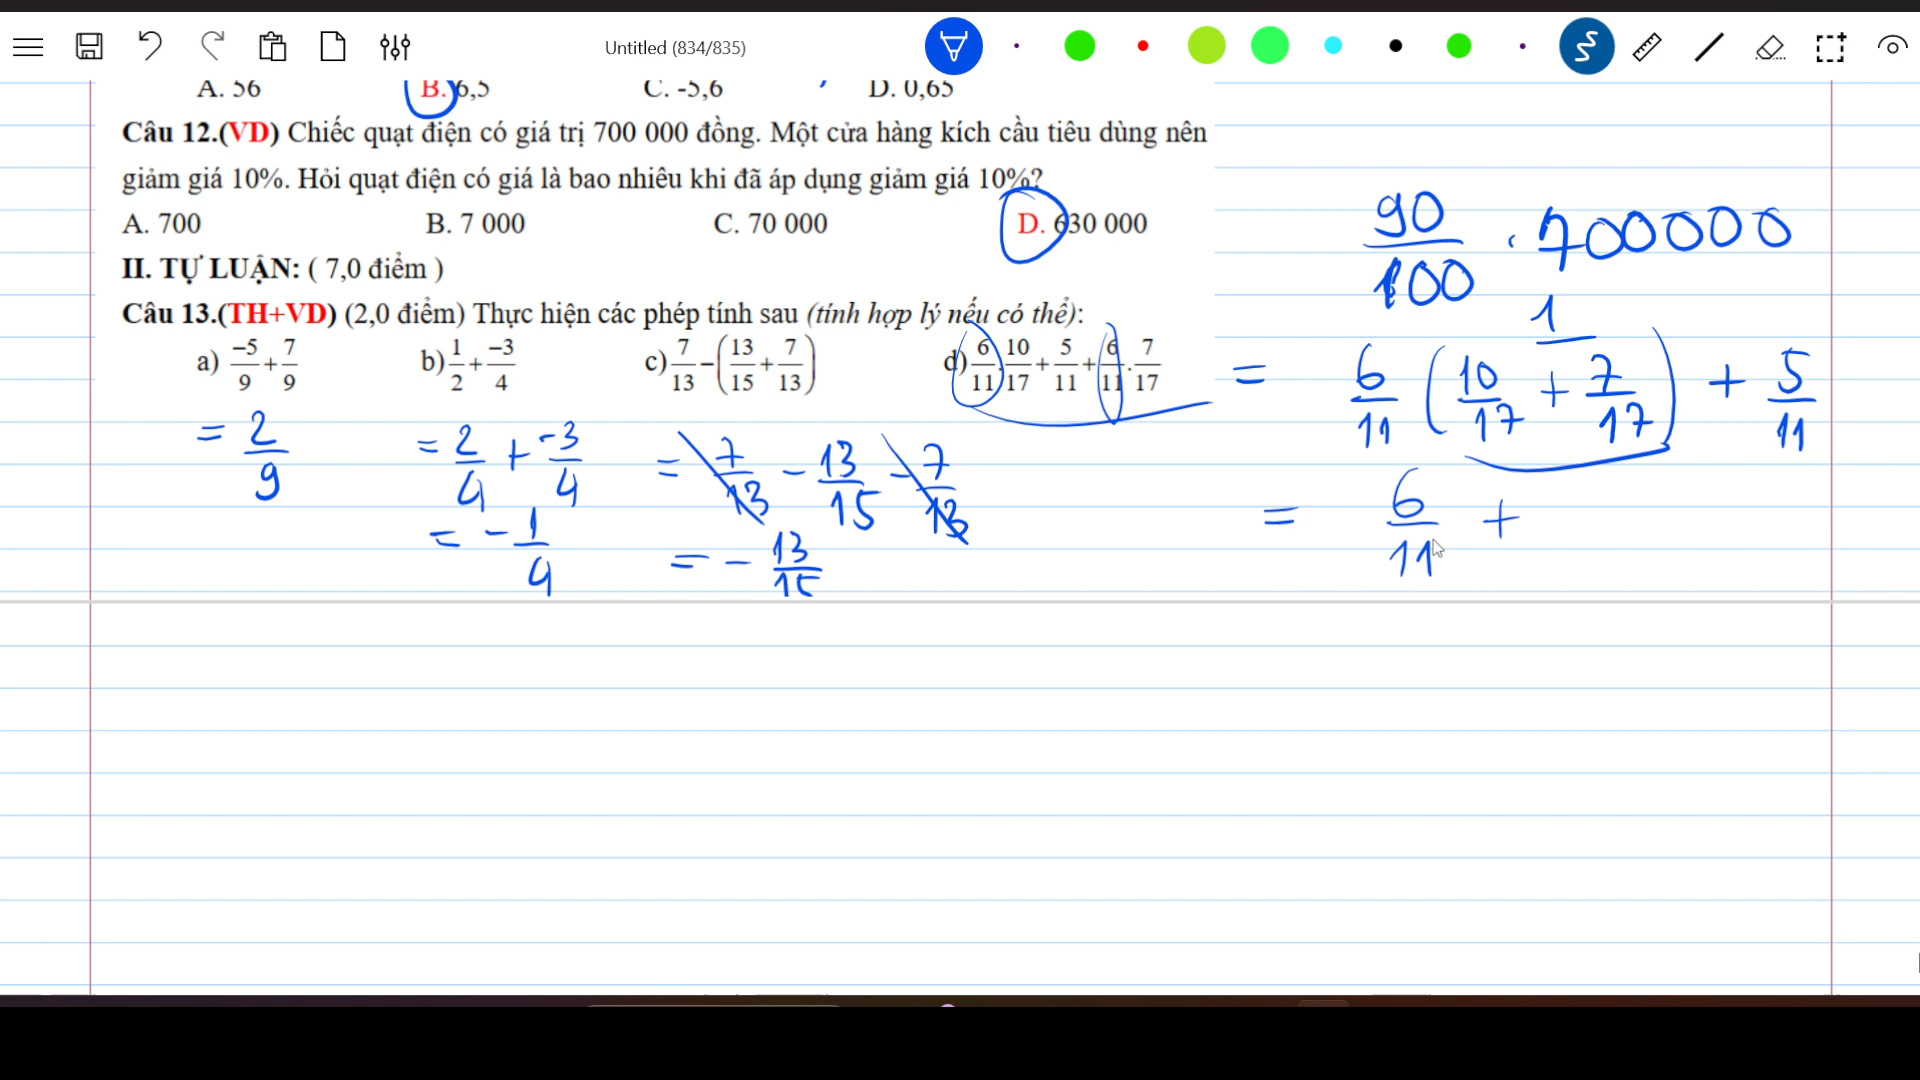 Untitled (834/835)
A. 56 B. 6,5 C. -5,6 D. 0,65
Câu 12.(VD) Chiếc quạt điện có giá trị 700 000 đồng. Một cửa hàng kích cầu tiêu dùng nên
giảm giá 10%. Hỏi quạt điện có giá là bao nhiêu khi đã áp dụng giảm giá 10%?
A. 700 B. 7 000 C. 70 000 D. 630 000
90/100 . 700000
II. TỰ LUẬN: ( 7,0 điểm )
Câu 13.(TH+VD) (2,0 điểm) Thực hiện các phép tính sau (tính hợp lý nếu có thể):
a) -5/9 + 7/9 b) 1/2 + -3/4 c) 7/13 - (13/15 + 7/13) d) 6/11 . 10/17 + 5/11 + 6/11 . 7/17
= 2/9
= 2/4 + -3/4
= - 1/4
= 7/13 - 13/15 - 7/13
= - 13/15
1
= 6/11 (10/17 + 7/17) + 5/11
= 6/11 +